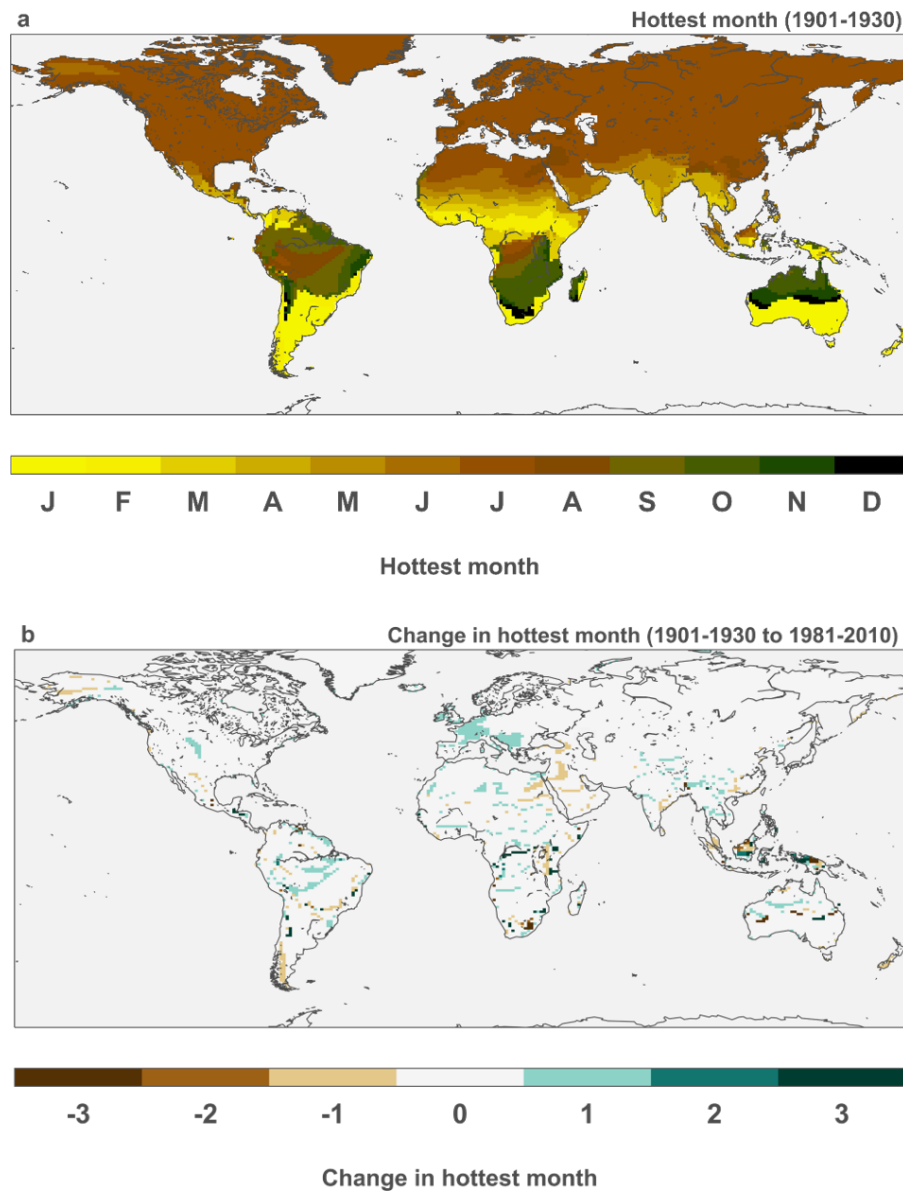 a Hottest month (1901-1930)
J F M A M J J A S O N D
Hottest month
b Change in hottest month (1901-1930 to 1981-2010)
-3 -2 -1 0 1 2 3
Change in hottest month